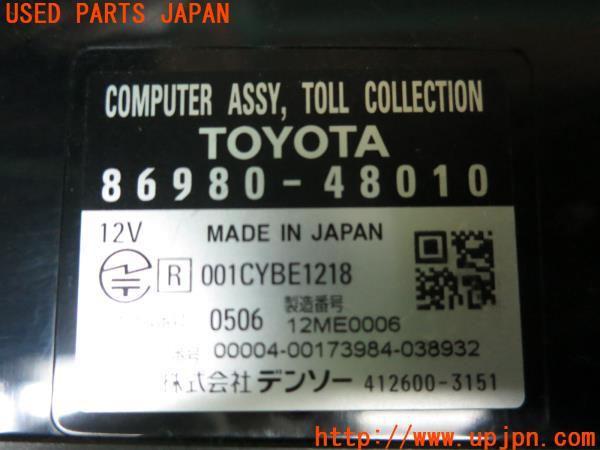 USED PARTS JAPAN
COMPUTER ASSY, TOLL COLLECTION
TOYOTA
86980-48010
12V MADE IN JAPAN
R 001CYBE1218
製造番号
0506 12ME0006
00004-00173984-038932
株式会社 デンソー 412600-3151
http://www.upjpn.com